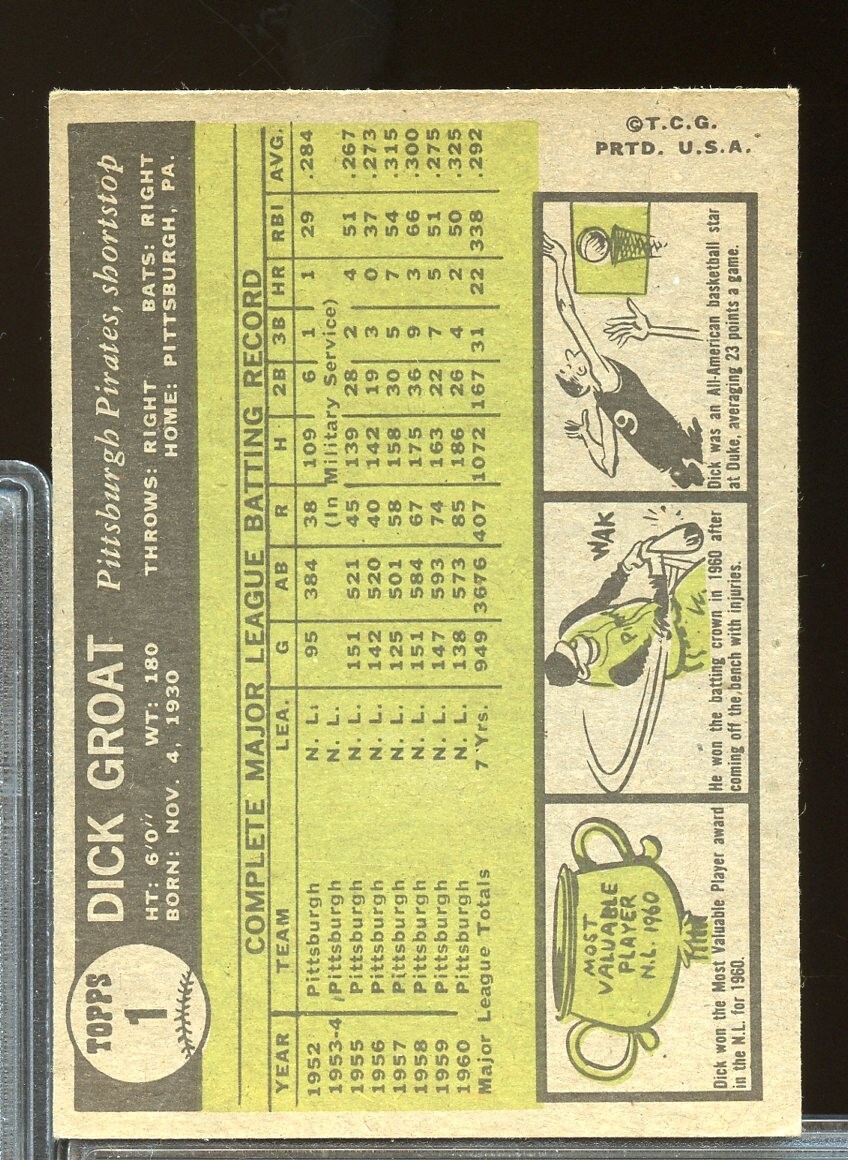 TOPPS
1
DICK GROAT Pittsburgh Pirates, shortstop
HT: 6'0" WT: 180 THROWS: RIGHT BATS: RIGHT
BORN: NOV. 4, 1930 HOME: PITTSBURGH, PA.
COMPLETE MAJOR LEAGUE BATTING RECORD
YEAR TEAM LEA. G AB R H 2B 3B HR RBI AVG.
1952 Pittsburgh N. L. 95 384 38 109 6 1 1 29 .284
1953-4 Pittsburgh N. L. (In Military Service)
1955 Pittsburgh N. L. 151 521 45 139 28 2 4 51 .267
1956 Pittsburgh N. L. 142 520 40 142 19 3 0 37 .273
1957 Pittsburgh N. L. 125 501 58 158 30 5 7 54 .315
1958 Pittsburgh N. L. 151 584 67 175 36 9 3 66 .300
1959 Pittsburgh N. L. 147 593 74 163 22 7 5 51 .275
1960 Pittsburgh N. L. 138 573 85 186 26 4 2 50 .325
Major League Totals 7 Yrs. 949 3676 407 1072 167 31 22 338 .292
MOST
VALUABLE
PLAYER
N.L. 1960
Dick won the Most Valuable Player award
in the N.L. for 1960.
WAK
He won the batting crown in 1960 after
coming off the bench with injuries.
9
Dick was an All-American basketball star
at Duke, averaging 23 points a game.
©T.C.G.
PRTD. U.S.A.